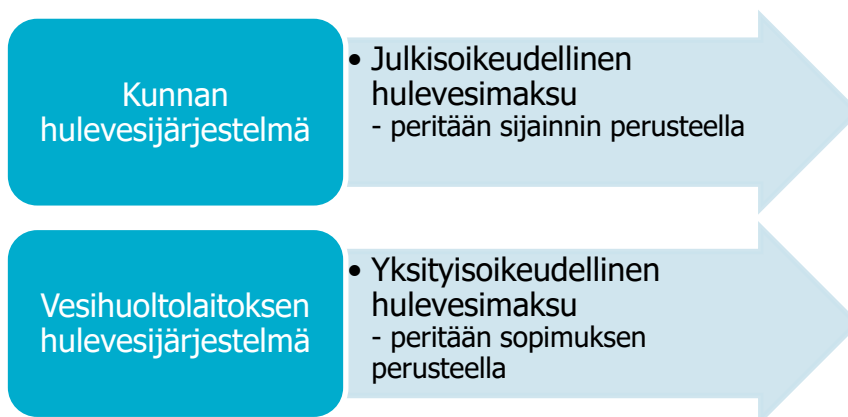 Kunnan
hulevesijärjestelmä
• Julkisoikeudellinen
hulevesimaksu
- peritään sijainnin perusteella
Vesihuoltolaitoksen
hulevesijärjestelmä
• Yksityisoikeudellinen
hulevesimaksu
- peritään sopimuksen
perusteella